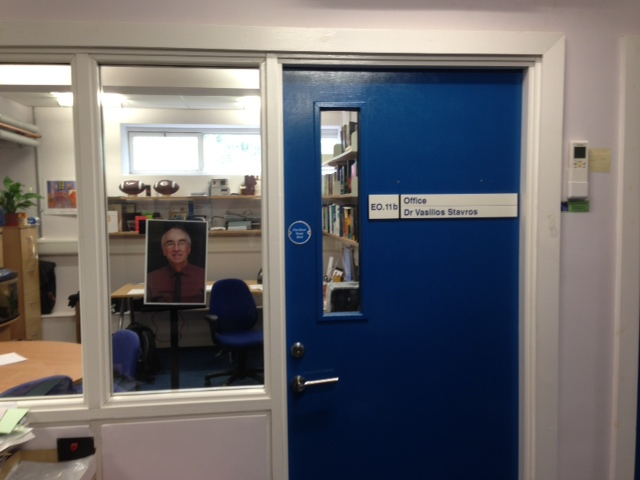 EO.11b
Office
Dr Vasilios Stavros